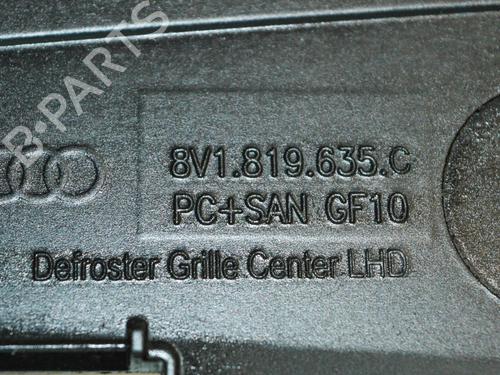 B-PARTS
8V1.819.635.C
PC+SAN GF10
Defroster Grille Center LHD